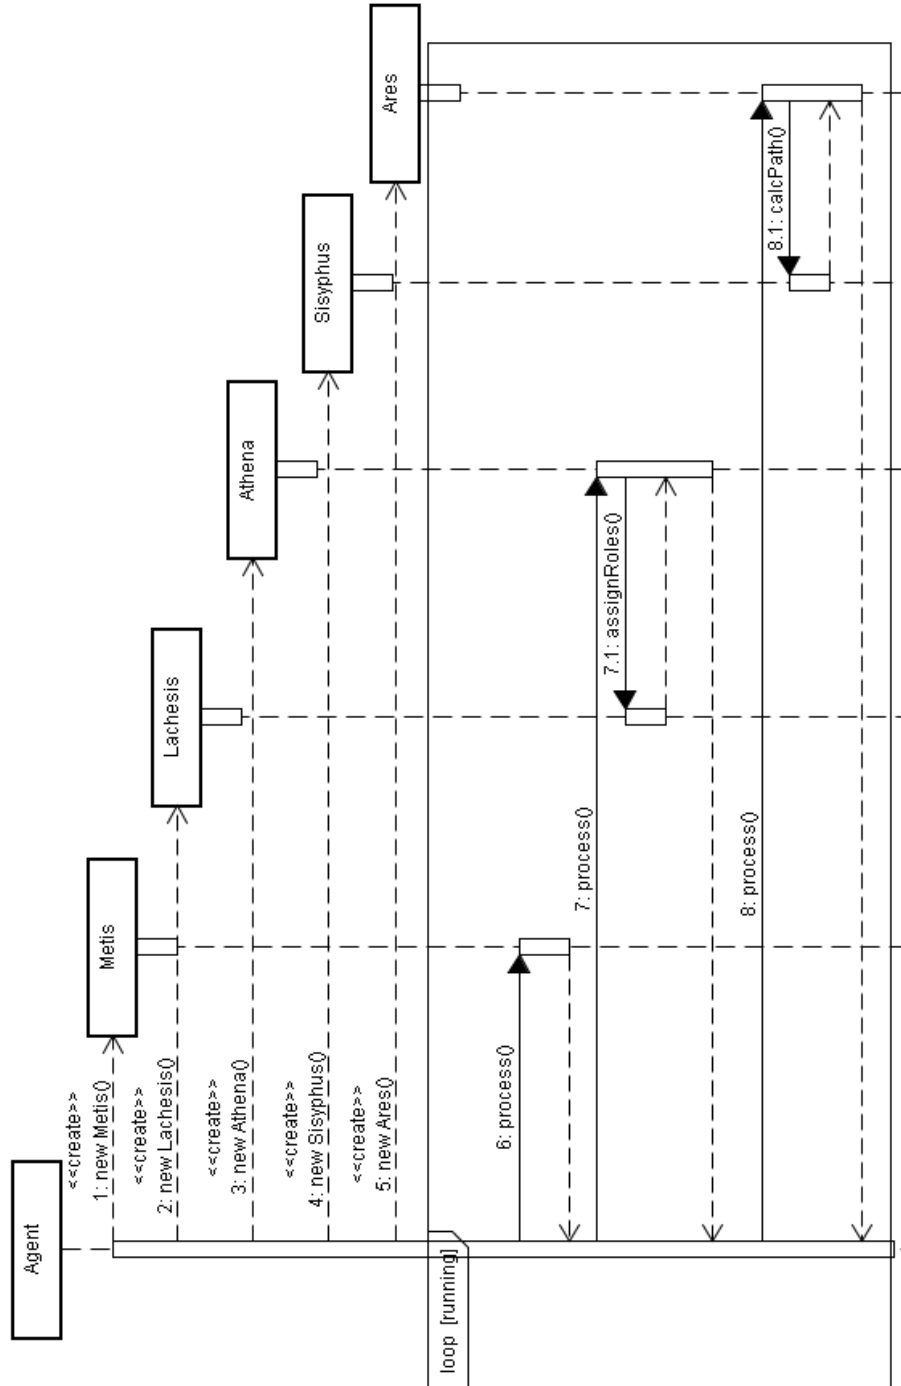 Agent
Metis
Lachesis
Athena
Sisyphus
Ares
<<create>>
1: new Metis()
<<create>>
2: new Lachesis()
<<create>>
3: new Athena()
<<create>>
4: new Sisyphus()
<<create>>
5: new Ares()
loop [running]
6: process()
7: process()
7.1: assignRoles()
8: process()
8.1: calcPath()